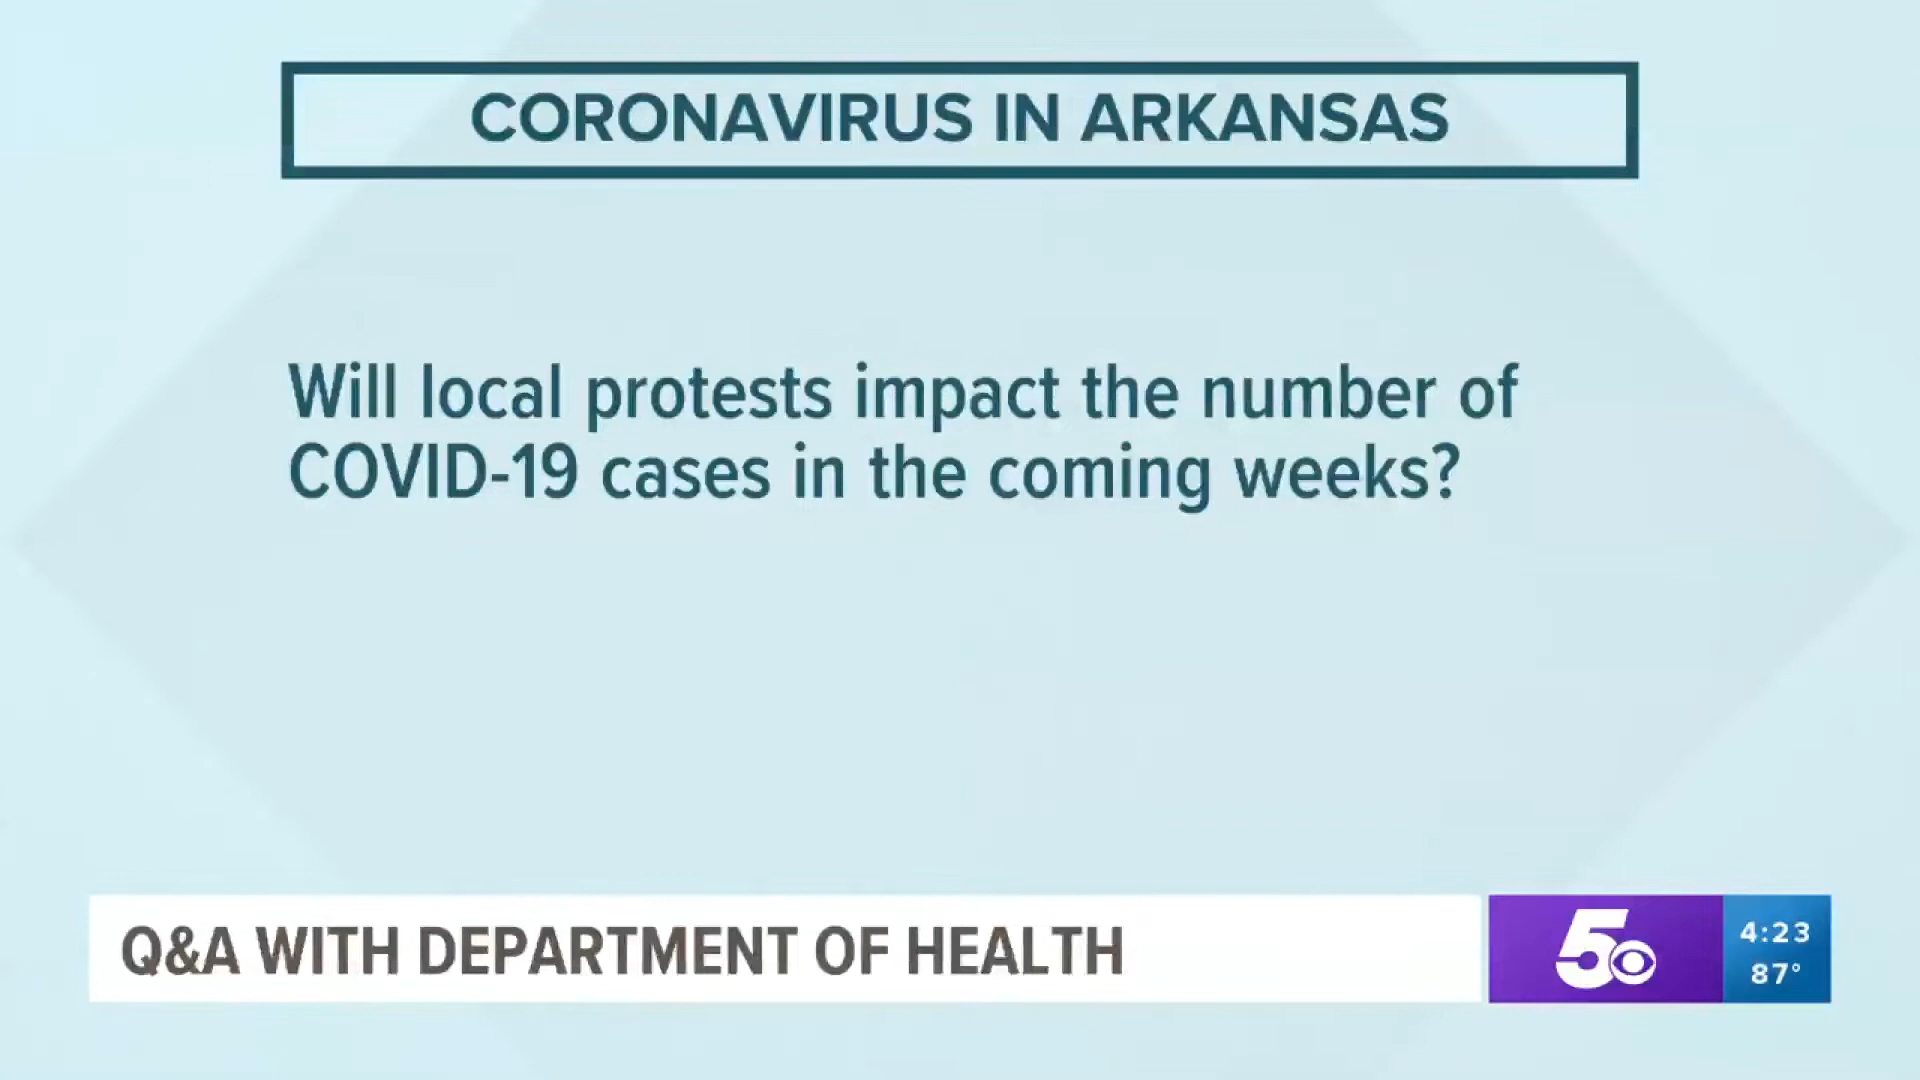 CORONAVIRUS IN ARKANSAS
Will local protests impact the number of
COVID-19 cases in the coming weeks?
Q&A WITH DEPARTMENT OF HEALTH
5
4:23
87°